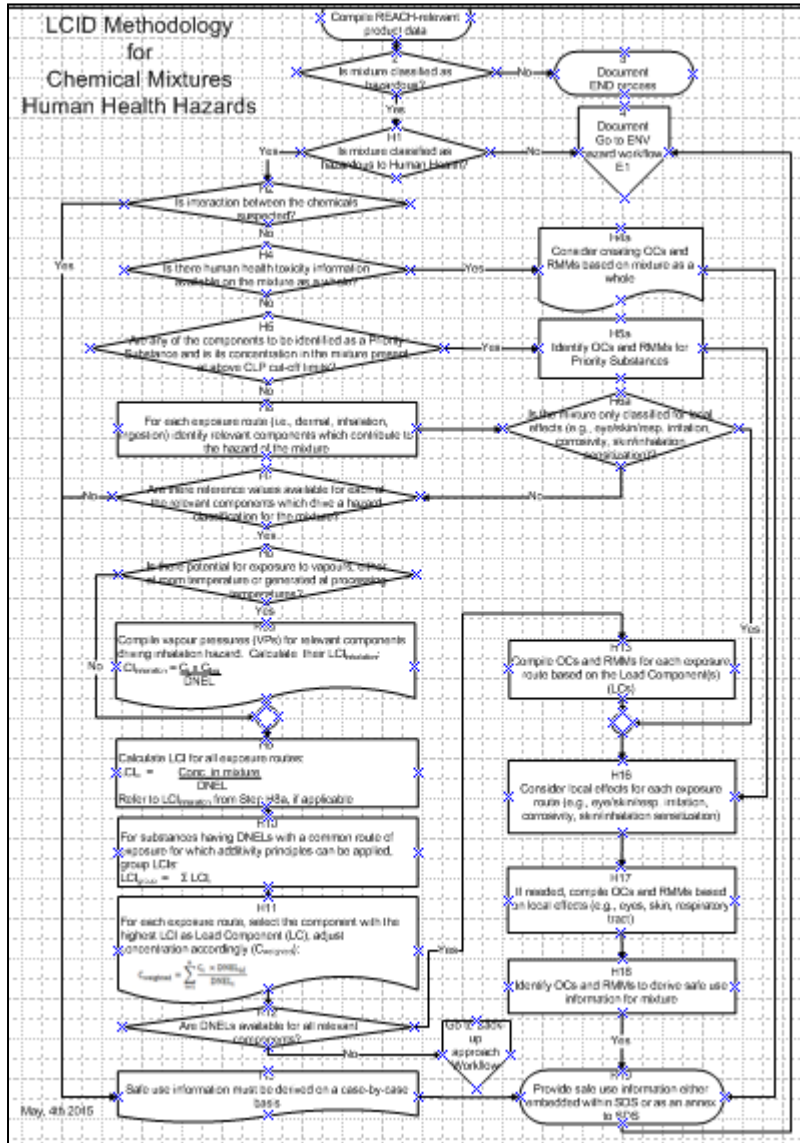 LCID Methodology
for
Chemical Mixtures
Human Health Hazards
Compile REACH-relevant
product data
Is mixture classified as
hazardous?
No
Document
END process
Yes
4
Document
Go to ENV
hazard workflow
E1
H1
Is mixture classified as
hazardous to Human Health?
Yes
No
Is interaction between the chemicals
suspected?
Yes
No
H4
Is there human health toxicity information
available on the mixture as a whole?
Yes
H4a
Consider creating OCs and
RMMs based on mixture as a
whole
No
H5
Are any of the components to be identified as a Priority
Substance and is its concentration in the mixture present
at above CLP cut-off limits?
Yes
H5a
Identify OCs and RMMs for
Priority Substances
No
For each exposure route (i.e., dermal, inhalation,
ingestion) identify relevant components which contribute to
the hazard of the mixture
Is the mixture only classified for local
effects (e.g., eye/skin/resp. irritation,
corrosivity, skin/inhalation
sensitization)?
No
No
Are there reference values available for each of
the relevant components which drive a hazard
classification for the mixture?
Yes
Is there potential for exposure to vapours, either
at room temperature or generated at processing
temperatures?
Yes
Yes
No
Compile vapour pressures (VPs) for relevant components
driving inhalation hazard. Calculate their LCI inhalation:
DNEL
H15
Compile OCs and RMMs for each exposure
route based on the Lead Component(s)
(LCs)
Calculate LCI for all exposure routes:
LCIᵢ = Conc. in mixture
DNEL
Refer to LCI inhalation from Step H8a, if applicable
H16
Consider local effects for each exposure
route (e.g., eye/skin/resp. irritation,
corrosivity, skin/inhalation sensitization)
H10
For substances having DNELs with a common route of
exposure for which additivity principles can be applied,
group LCIs:
LCI group = Σ LCIᵢ
H17
If needed, compile OCs and RMMs based
on local effects (e.g., eyes, skin, respiratory
tract)
H11
For each exposure route, select the component with the
highest LCI as Lead Component (LC), adjust
concentration accordingly (C weighted):
Yes
H18
Identify OCs and RMMs to derive safe use
information for mixture
H12
Are DNELs available for all relevant
components?
No
Go to Back-
up
approach
Workflow
Yes
Safe use information must be derived on a case-by-case
basis
Provide safe use information either
embedded within SDS or as an annex
to SDS
May, 4th 2015